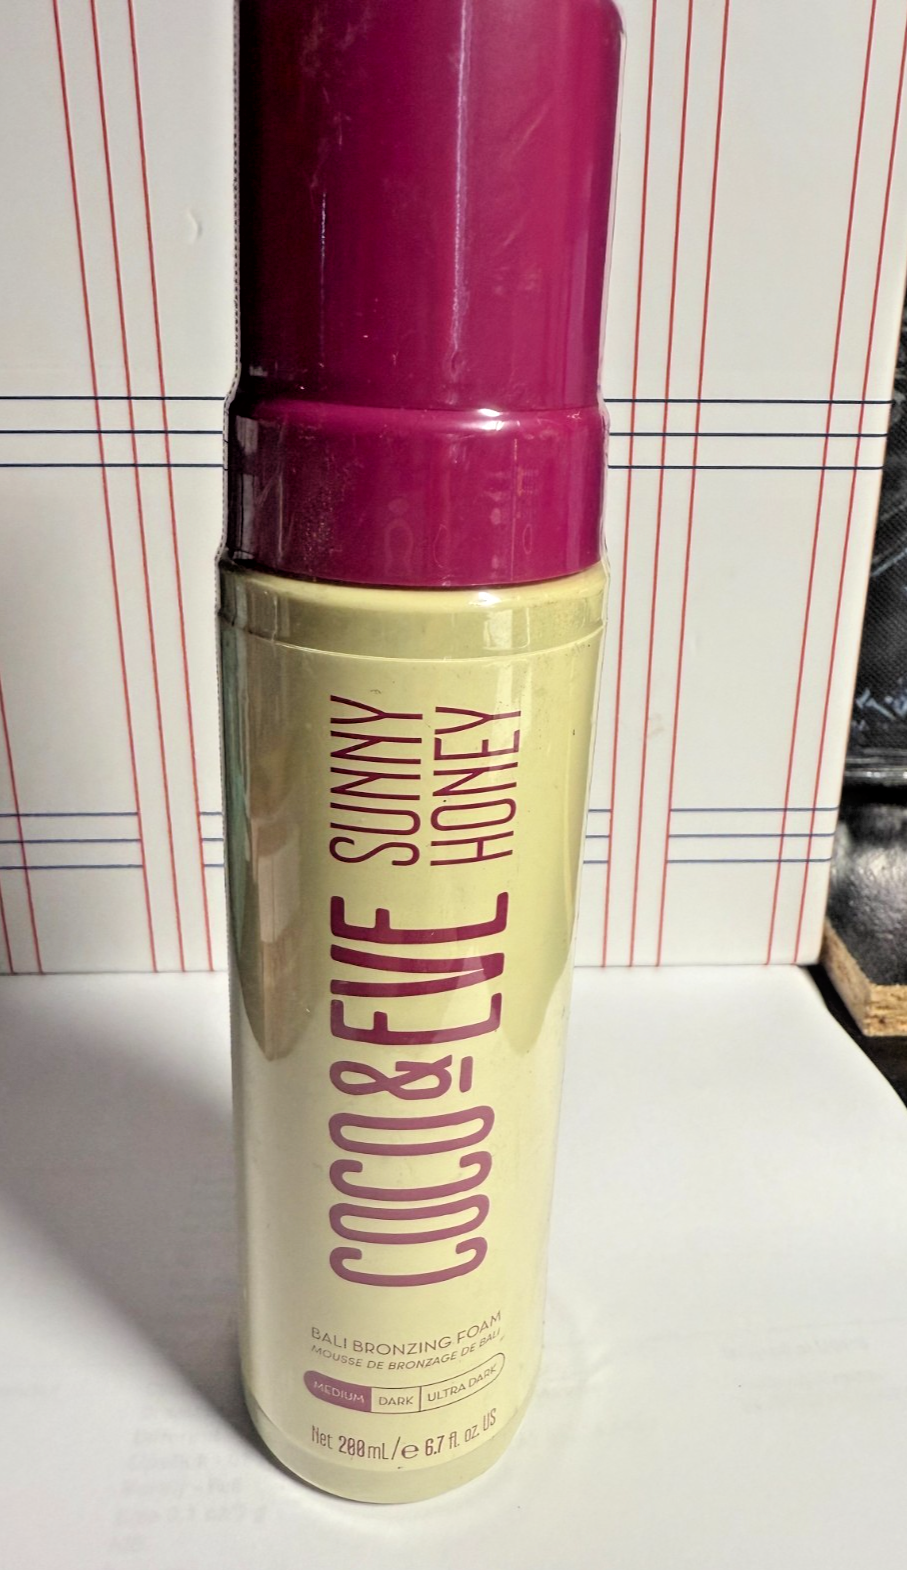 COCO & EVE
SUNNY
HONEY
BALI BRONZING FOAM
MOUSSE DE BRONZAGE DE BALI
MEDIUM DARK ULTRA DARK
Net 200mL/℮ 6.7 fl. oz. US